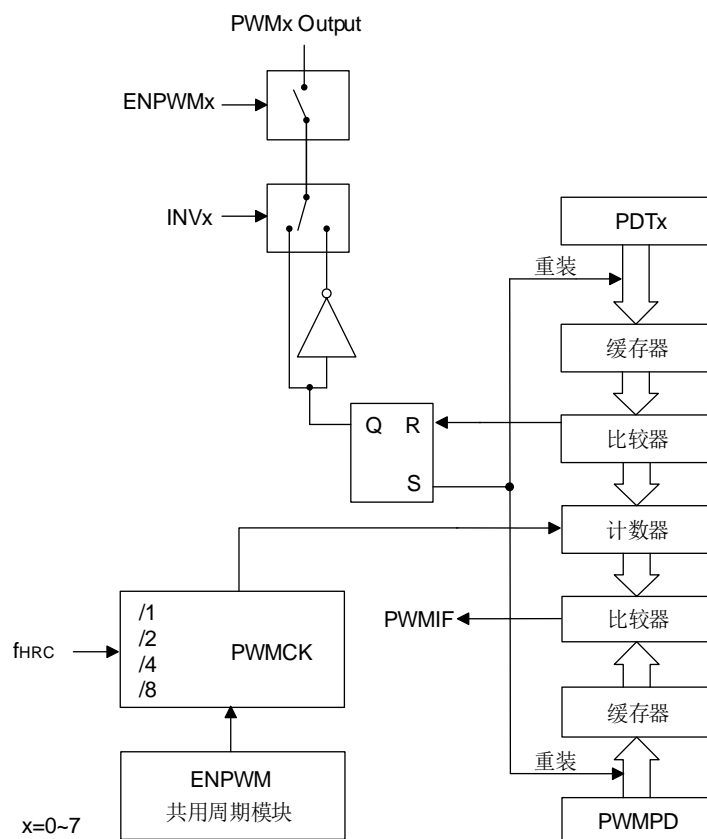 PWMx Output
ENPWMx
INVx
PDTx
重装
缓存器
Q R
S
比较器
计数器
/1
/2
/4
/8
PWMCK
fHRC
PWMIF
比较器
缓存器
重装
ENPWM
共用周期模块
PWMPD
x=0~7